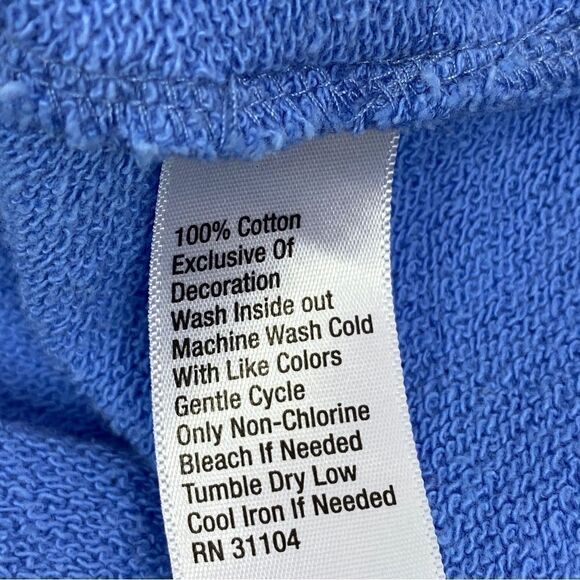 100% Cotton
Exclusive Of
Decoration
Wash Inside out
Machine Wash Cold
With Like Colors
Gentle Cycle
Only Non-Chlorine
Bleach If Needed
Tumble Dry Low
Cool Iron If Needed
RN 31104